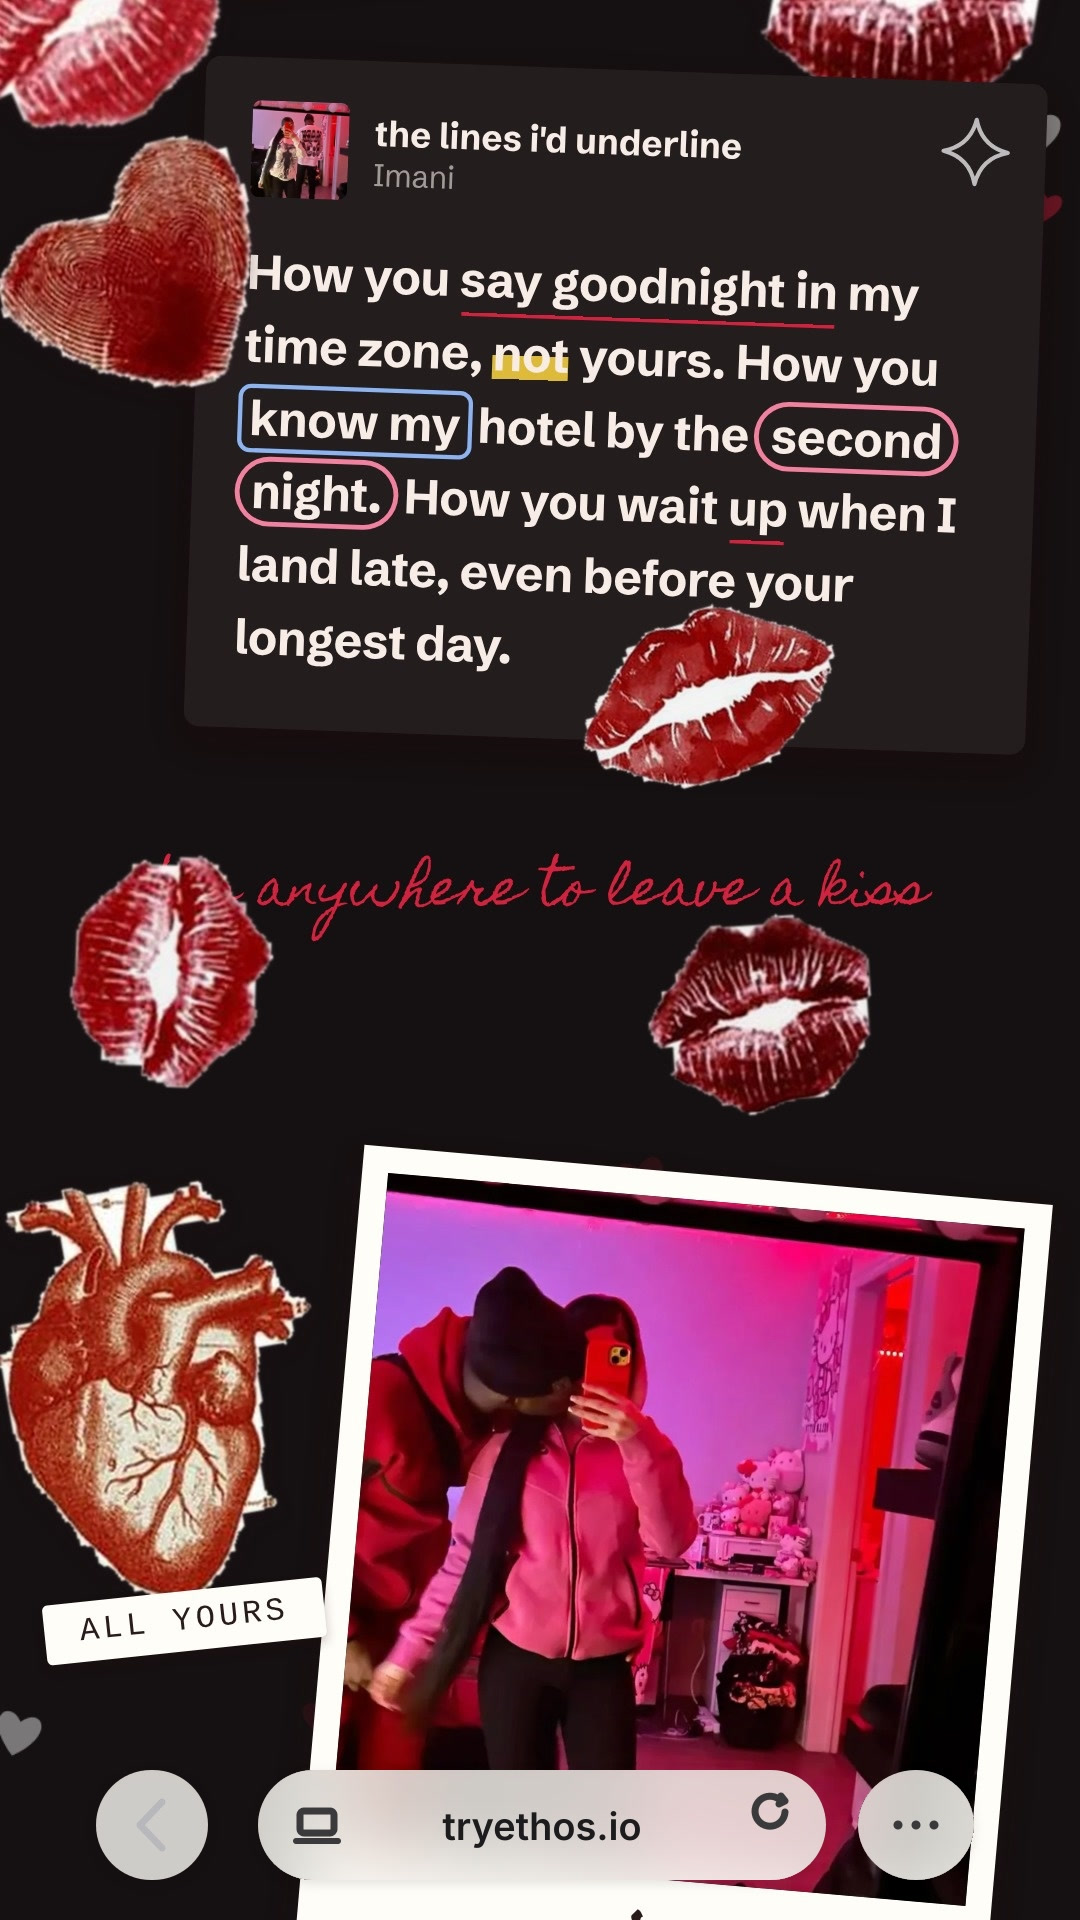 the lines i'd underline
Imani
How you say goodnight in my
time zone, not yours. How you
know my hotel by the second
night. How you wait up when I
land late, even before your
longest day.
anywhere to leave a kiss
ALL YOURS
tryethos.io